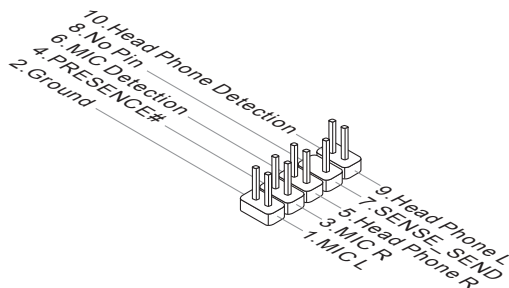 10.Head Phone Detection
8.No Pin
6.MIC Detection
4.PRESENCE#
2.Ground
9.Head Phone L
7.SENSE_SEND
5.Head Phone R
3.MIC R
1.MIC L